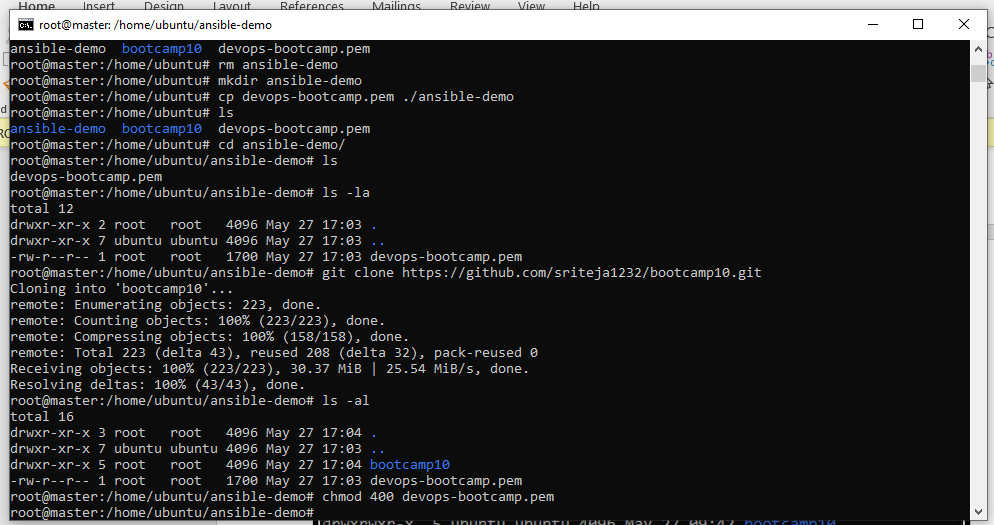 Home Insert Design Layout References Mailings Review View Help
root@master: /home/ubuntu/ansible-demo
ansible-demo  bootcamp10  devops-bootcamp.pem
root@master:/home/ubuntu# rm ansible-demo
root@master:/home/ubuntu# mkdir ansible-demo
root@master:/home/ubuntu# cp devops-bootcamp.pem ./ansible-demo
root@master:/home/ubuntu# ls
ansible-demo  bootcamp10  devops-bootcamp.pem
root@master:/home/ubuntu# cd ansible-demo/
root@master:/home/ubuntu/ansible-demo# ls
devops-bootcamp.pem
root@master:/home/ubuntu/ansible-demo# ls -la
total 12
drwxr-xr-x 2 root   root   4096 May 27 17:03 .
drwxr-xr-x 7 ubuntu ubuntu 4096 May 27 17:03 ..
-rw-r--r-- 1 root   root   1700 May 27 17:03 devops-bootcamp.pem
root@master:/home/ubuntu/ansible-demo# git clone https://github.com/sriteja1232/bootcamp10.git
Cloning into 'bootcamp10'...
remote: Enumerating objects: 223, done.
remote: Counting objects: 100% (223/223), done.
remote: Compressing objects: 100% (158/158), done.
remote: Total 223 (delta 43), reused 208 (delta 32), pack-reused 0
Receiving objects: 100% (223/223), 30.37 MiB | 25.54 MiB/s, done.
Resolving deltas: 100% (43/43), done.
root@master:/home/ubuntu/ansible-demo# ls -al
total 16
drwxr-xr-x 3 root   root   4096 May 27 17:04 .
drwxr-xr-x 7 ubuntu ubuntu 4096 May 27 17:03 ..
drwxr-xr-x 5 root   root   4096 May 27 17:04 bootcamp10
-rw-r--r-- 1 root   root   1700 May 27 17:03 devops-bootcamp.pem
root@master:/home/ubuntu/ansible-demo# chmod 400 devops-bootcamp.pem
root@master:/home/ubuntu/ansible-demo#
drwxrwxr-x  5 ubuntu ubuntu 4096 May 27 09:42 bootcamp10